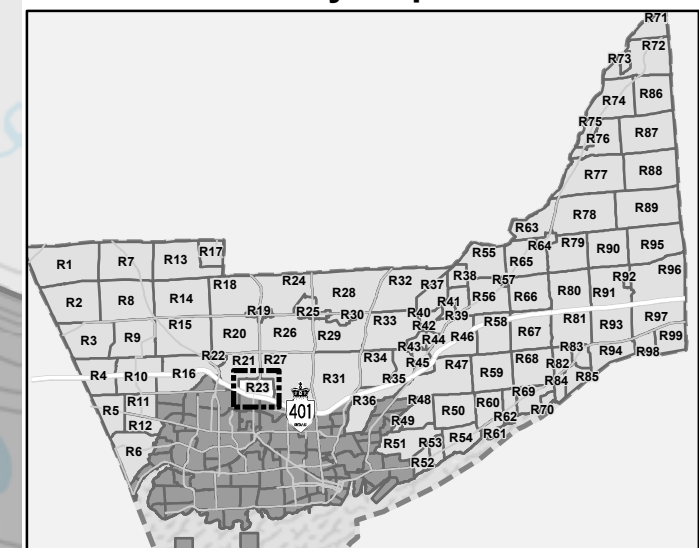 R71
R72
R73
R74 R86
R75
R76 R87
R77 R88
R78 R89
R63
R64 R79 R90 R95
R55 R65
R1 R7 R13 R17
R38 R57 R80 R91 R92 R96
R18 R24 R28 R32 R37
R2 R8 R14
R41 R56 R66
R19 R25 R30 R40 R39
R15 R20 R26 R29 R33 R42
R58 R67 R81 R93 R97
R3 R9
R44 R46
R43
R83 R94 R98 R99
R22 R21 R27 R34 R45 R47 R59 R68 R82
R4 R10 R16 R23 R31 R35
R84 R85
R69
R5 R11 R36 R48 R50 R60
R62 R70
401
R12 R49
R6 R51 R53 R54 R61
R52